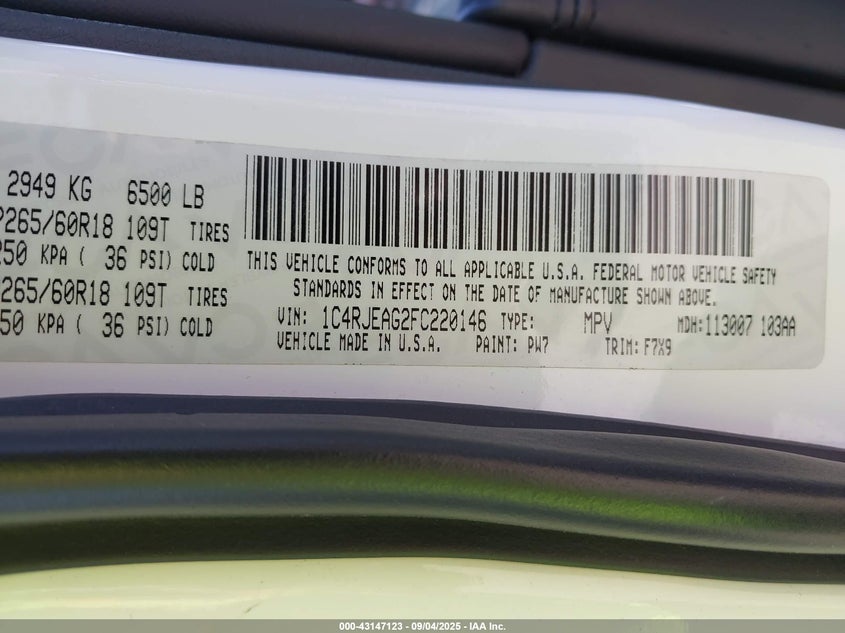 2949 KG 6500 LB
P265/60R18 109T TIRES
250 KPA ( 36 PSI) COLD
265/60R18 109T TIRES
50 KPA ( 36 PSI) COLD
THIS VEHICLE CONFORMS TO ALL APPLICABLE U.S.A. FEDERAL MOTOR VEHICLE SAFETY
STANDARDS IN EFFECT ON THE DATE OF MANUFACTURE SHOWN ABOVE.
VIN: 1C4RJEAG2FC220146 TYPE: MPV MDH:113007 103AA
VEHICLE MADE IN U.S.A. PAINT: PW7 TRIM: F7X9
000-43147123 - 09/04/2025 - IAA Inc.